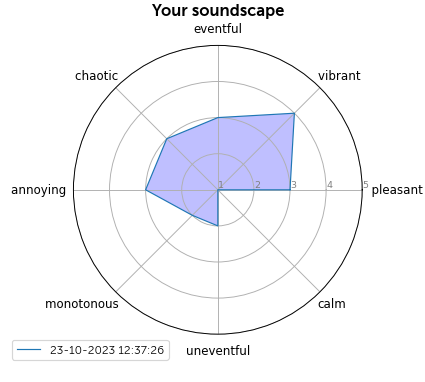 Your soundscape
eventful
chaotic
vibrant
annoying
1 2 3 4 5
pleasant
monotonous
calm
uneventful
23-10-2023 12:37:26